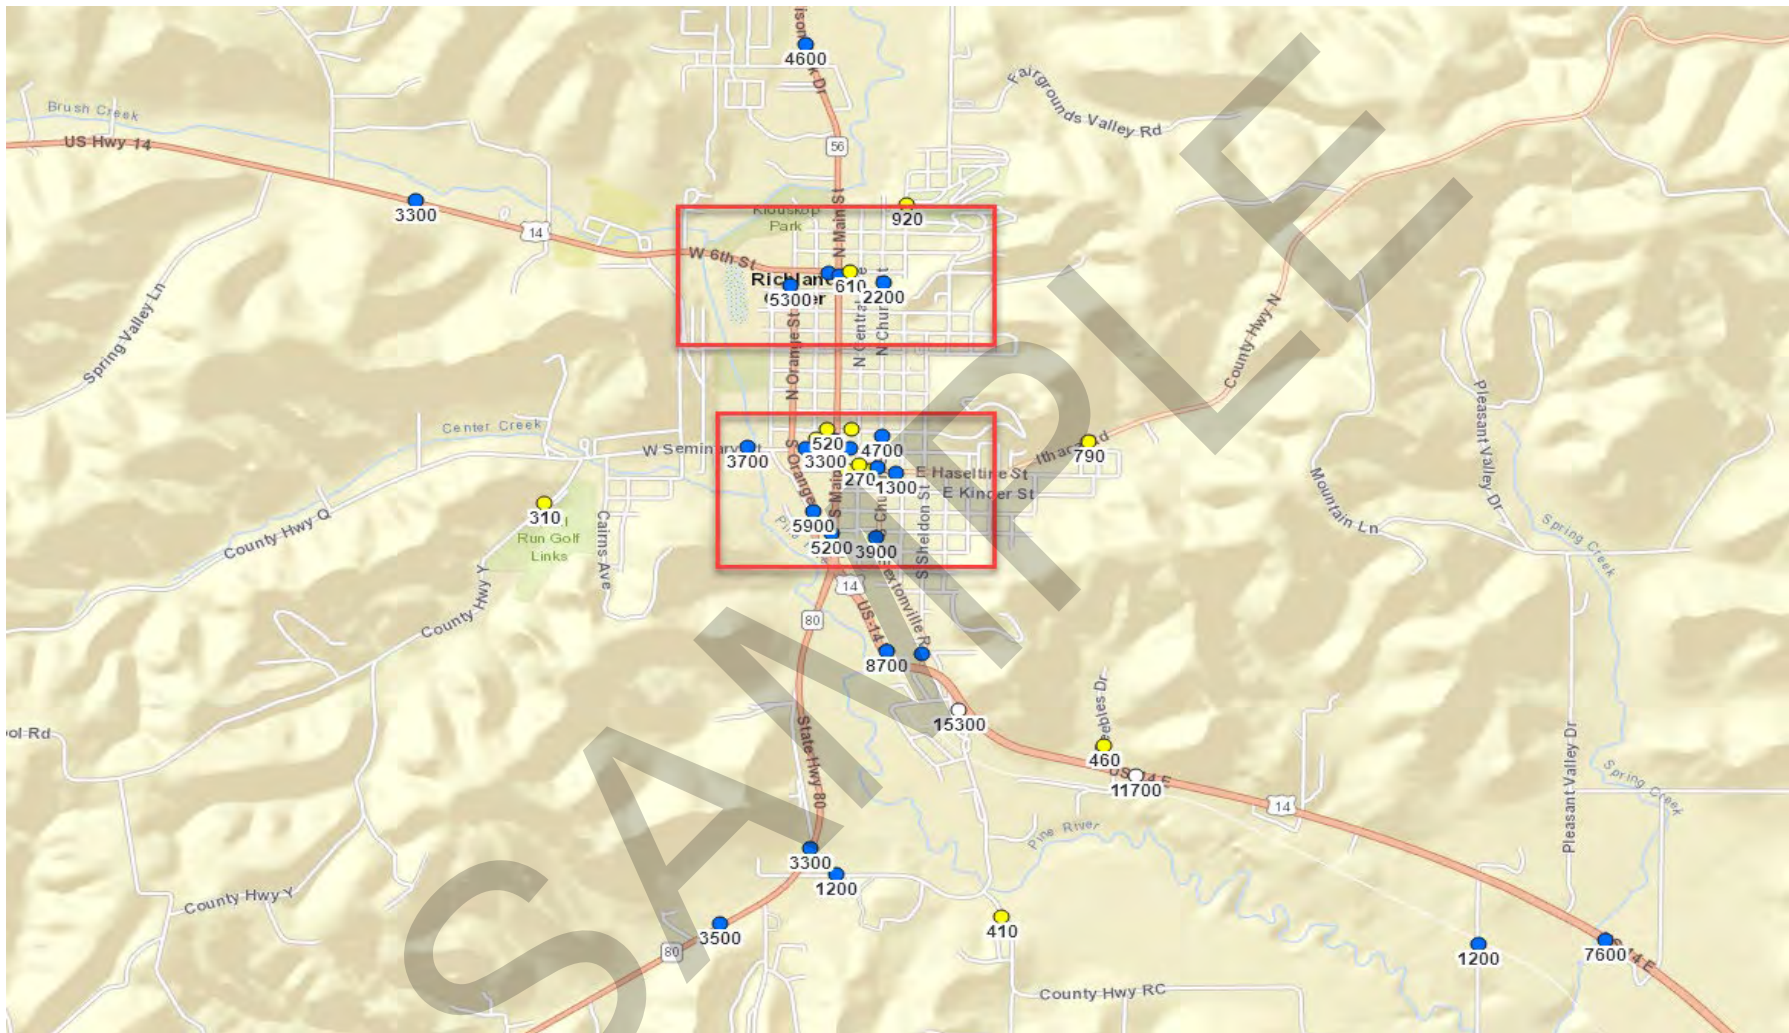 4600
Fairgrounds Valley Rd
Brush Creek
US Hwy 14
56
3300
14
920
Park
N Main St
W 6th St
610
5300
2200
Spring Valley Ln
N Orange St
County Hwy N
Center Creek
W Seminary
3700
520
3300
4700
270
1300
E Haseltine St
790
E Kinder St
Pleasant Valley Dr
Mountain Ln
310
Run Golf
Links
Cairns Ave
County Hwy Q
S Orange
S Main
5900
5200
3900
S Sheldon St
Spring Creek
County Hwy Y
14
80
US-14
8700
15300
460
11700
14
State Hwy 80
Pleasant Valley Dr
Spring Creek
Pine River
3300
1200
County Hwy Y
3500
80
410
1200
7600
County Hwy RC
SAMPLE